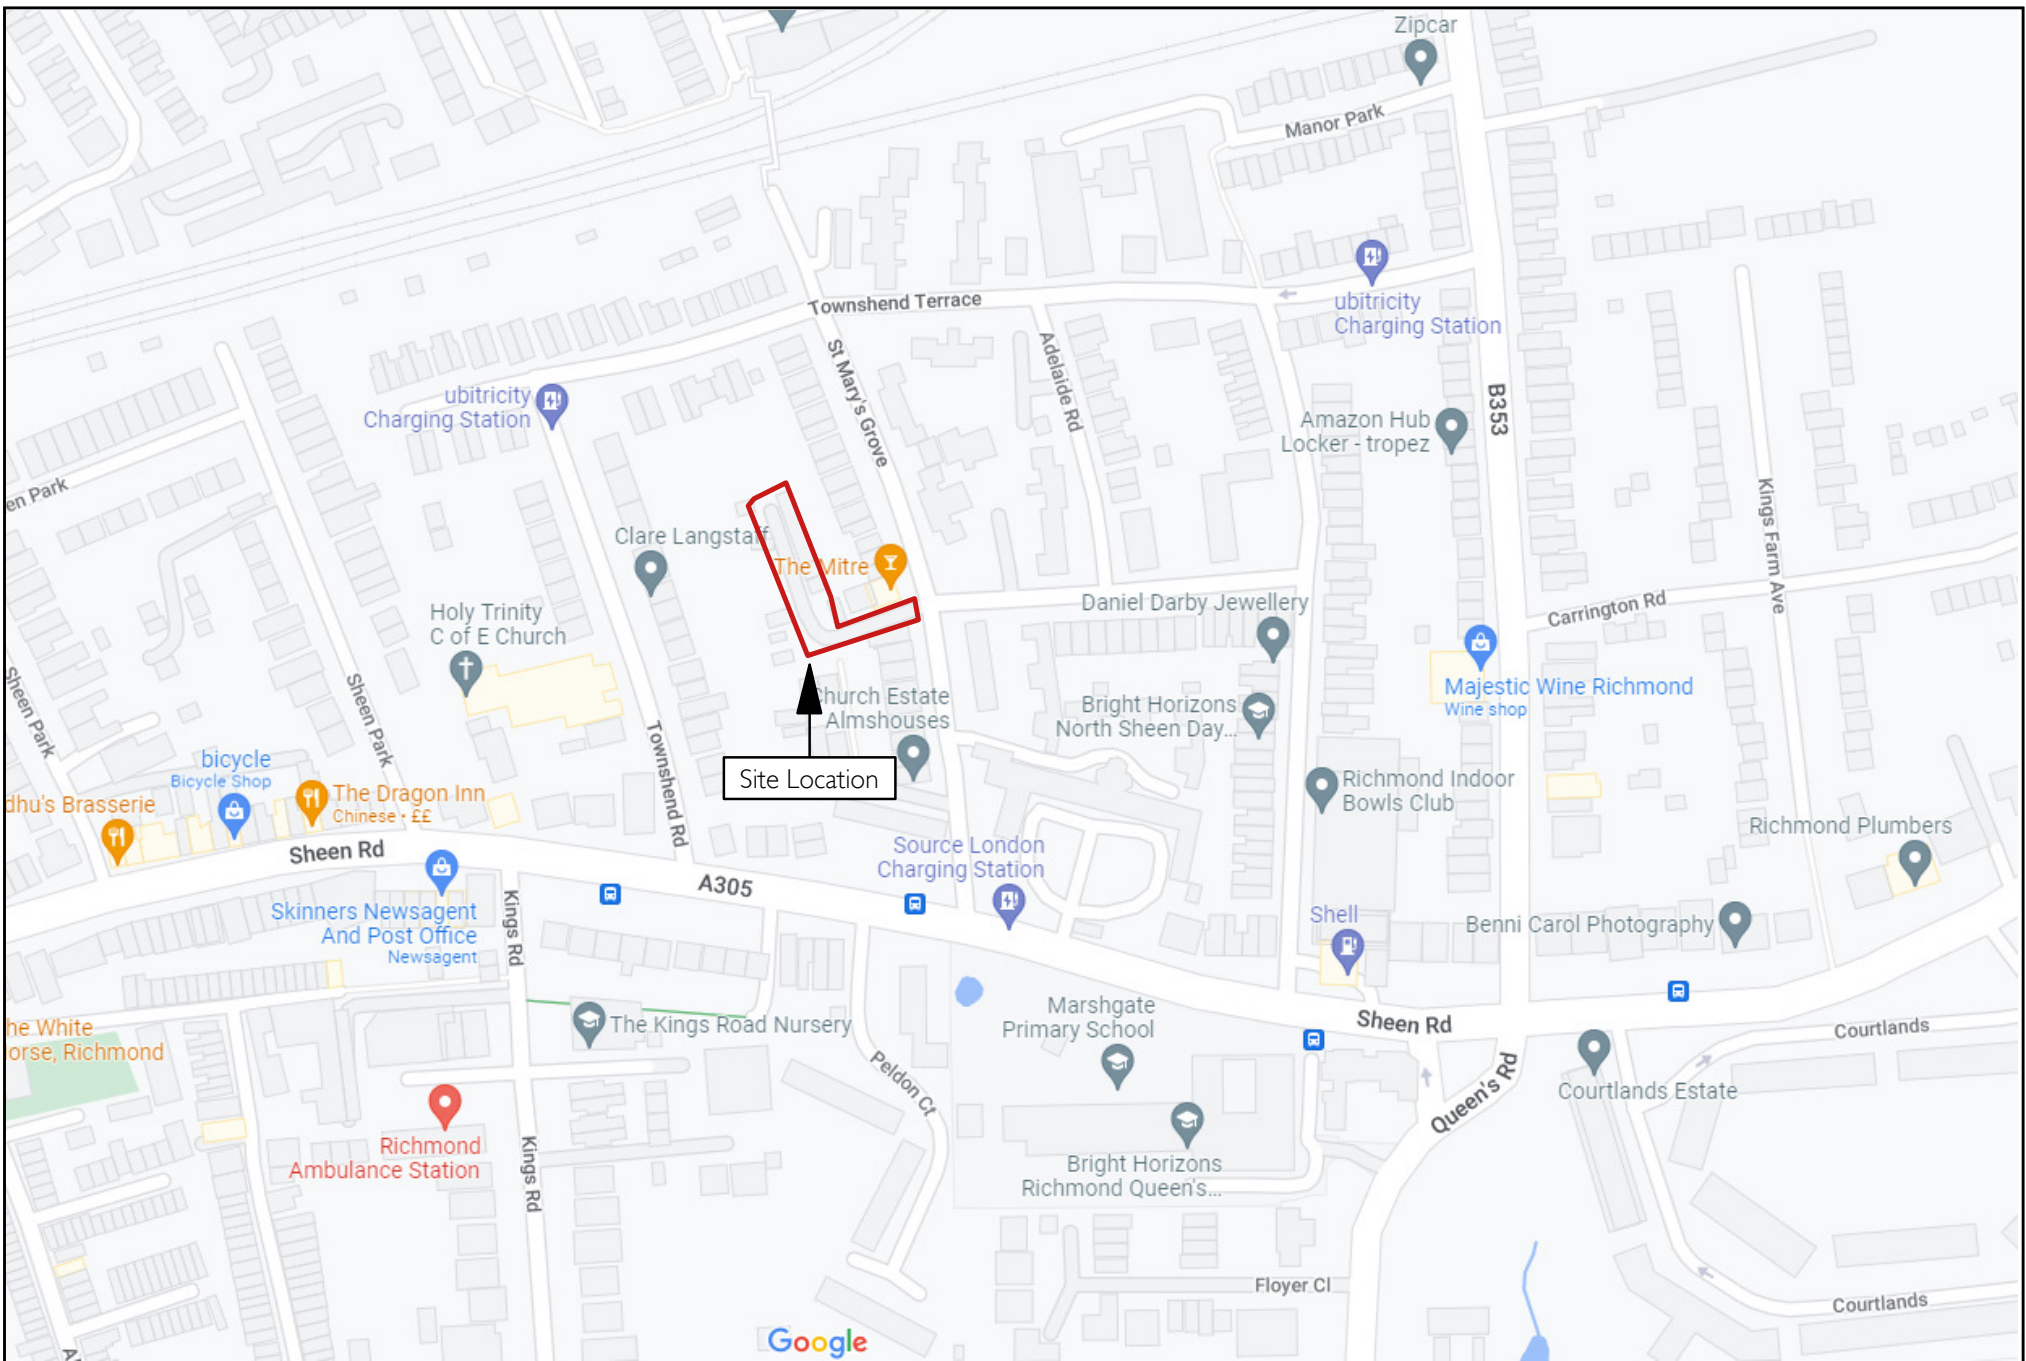 Zipcar
Manor Park
Townshend Terrace
ubitricity
Charging Station
St Mary's Grove
Adelaide Rd
ubitricity
Charging Station
B353
Amazon Hub
Locker - tropez
en Park
Kings Farm Ave
Clare Langstaff
The Mitre
Daniel Darby Jewellery
Carrington Rd
Holy Trinity
C of E Church
Sheen Park
Sheen Park
Church Estate
Almshouses
Bright Horizons
North Sheen Day...
Majestic Wine Richmond
Wine shop
Townshend Rd
Site Location
bicycle
Bicycle Shop
dhu's Brasserie
The Dragon Inn
Chinese • ££
Richmond Indoor
Bowls Club
Richmond Plumbers
Sheen Rd
Source London
Charging Station
A305
Skinners Newsagent
And Post Office
Newsagent
Kings Rd
Shell
Benni Carol Photography
he White
orse, Richmond
The Kings Road Nursery
Marshgate
Primary School
Sheen Rd
Courtlands
Peldon Ct
Queen's Rd
Courtlands Estate
Richmond
Ambulance Station
Kings Rd
Bright Horizons
Richmond Queen's...
Floyer Cl
Courtlands
Google